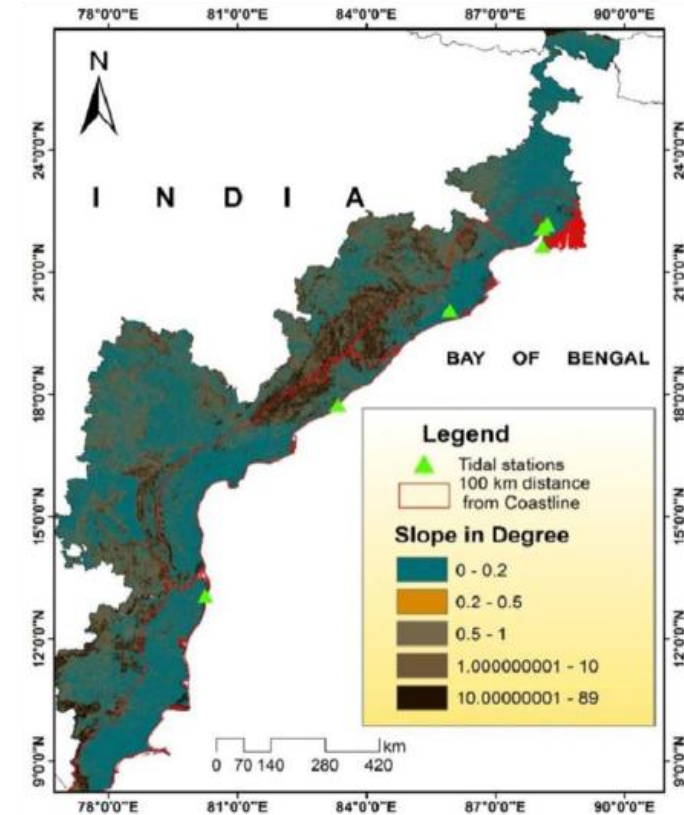 78°0'0"E 81°0'0"E 84°0'0"E 87°0'0"E 90°0'0"E
N
24°0'0"N 24°0'0"N
I N D I A
21°0'0"N 21°0'0"N
BAY OF BENGAL
18°0'0"N 18°0'0"N
Legend
Tidal stations
100 km distance
from Coastline
Slope in Degree
15°0'0"N 15°0'0"N
0 - 0.2
0.2 - 0.5
0.5 - 1
12°0'0"N 12°0'0"N
1.000000001 - 10
10.00000001 - 89
km
0 70 140 280 420
9°0'0"N 9°0'0"N
78°0'0"E 81°0'0"E 84°0'0"E 87°0'0"E 90°0'0"E